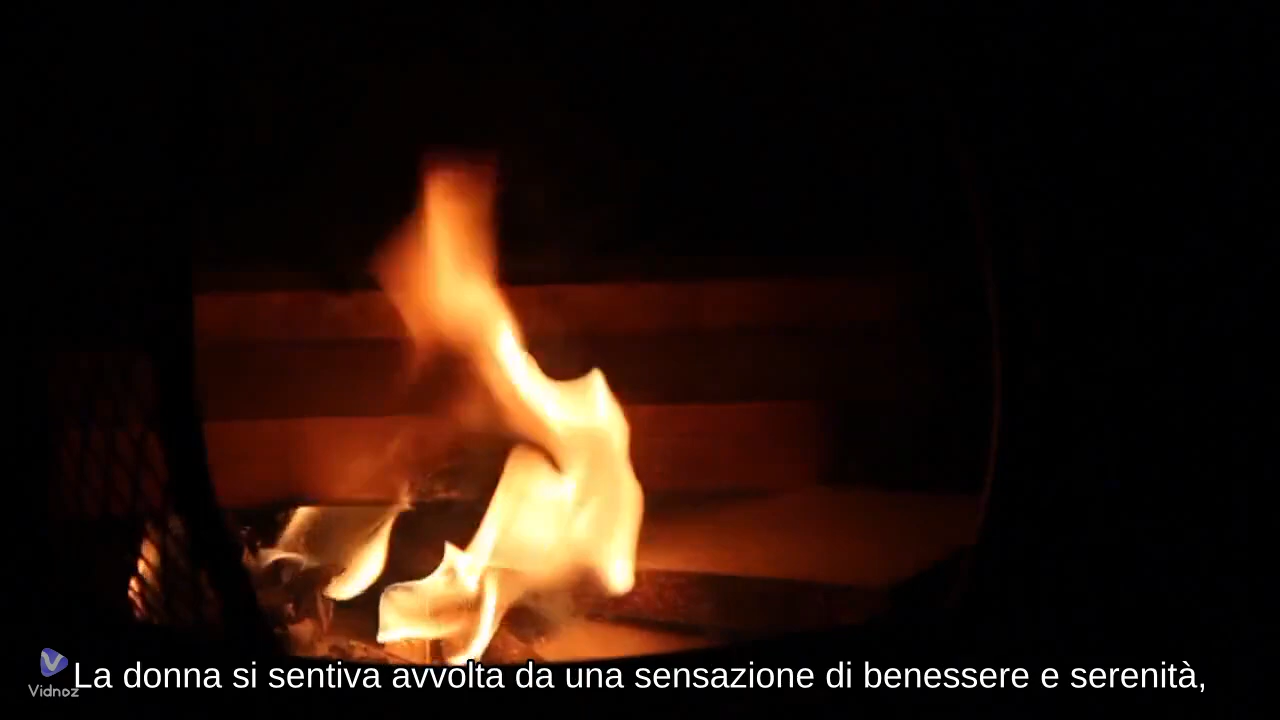 La donna si sentiva avvolta da una sensazione di benessere e serenità,
Vidnoz